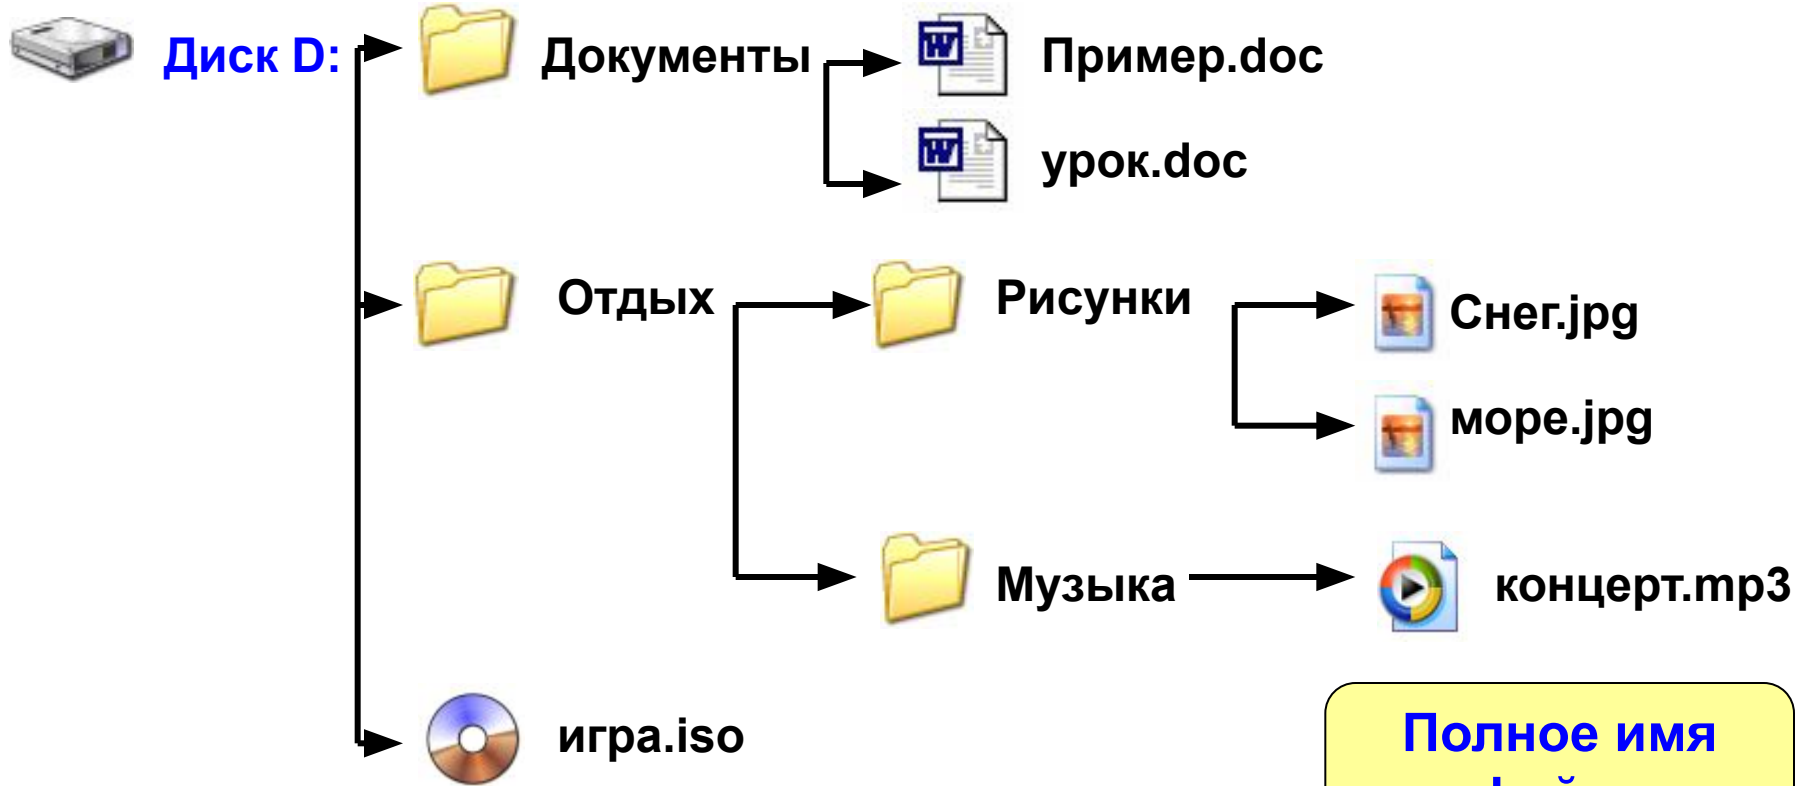 Диск D:
Документы
Пример.doc
урок.doc
Отдых
Рисунки
Снег.jpg
море.jpg
Музыка
концерт.mp3
игра.iso
Полное имя